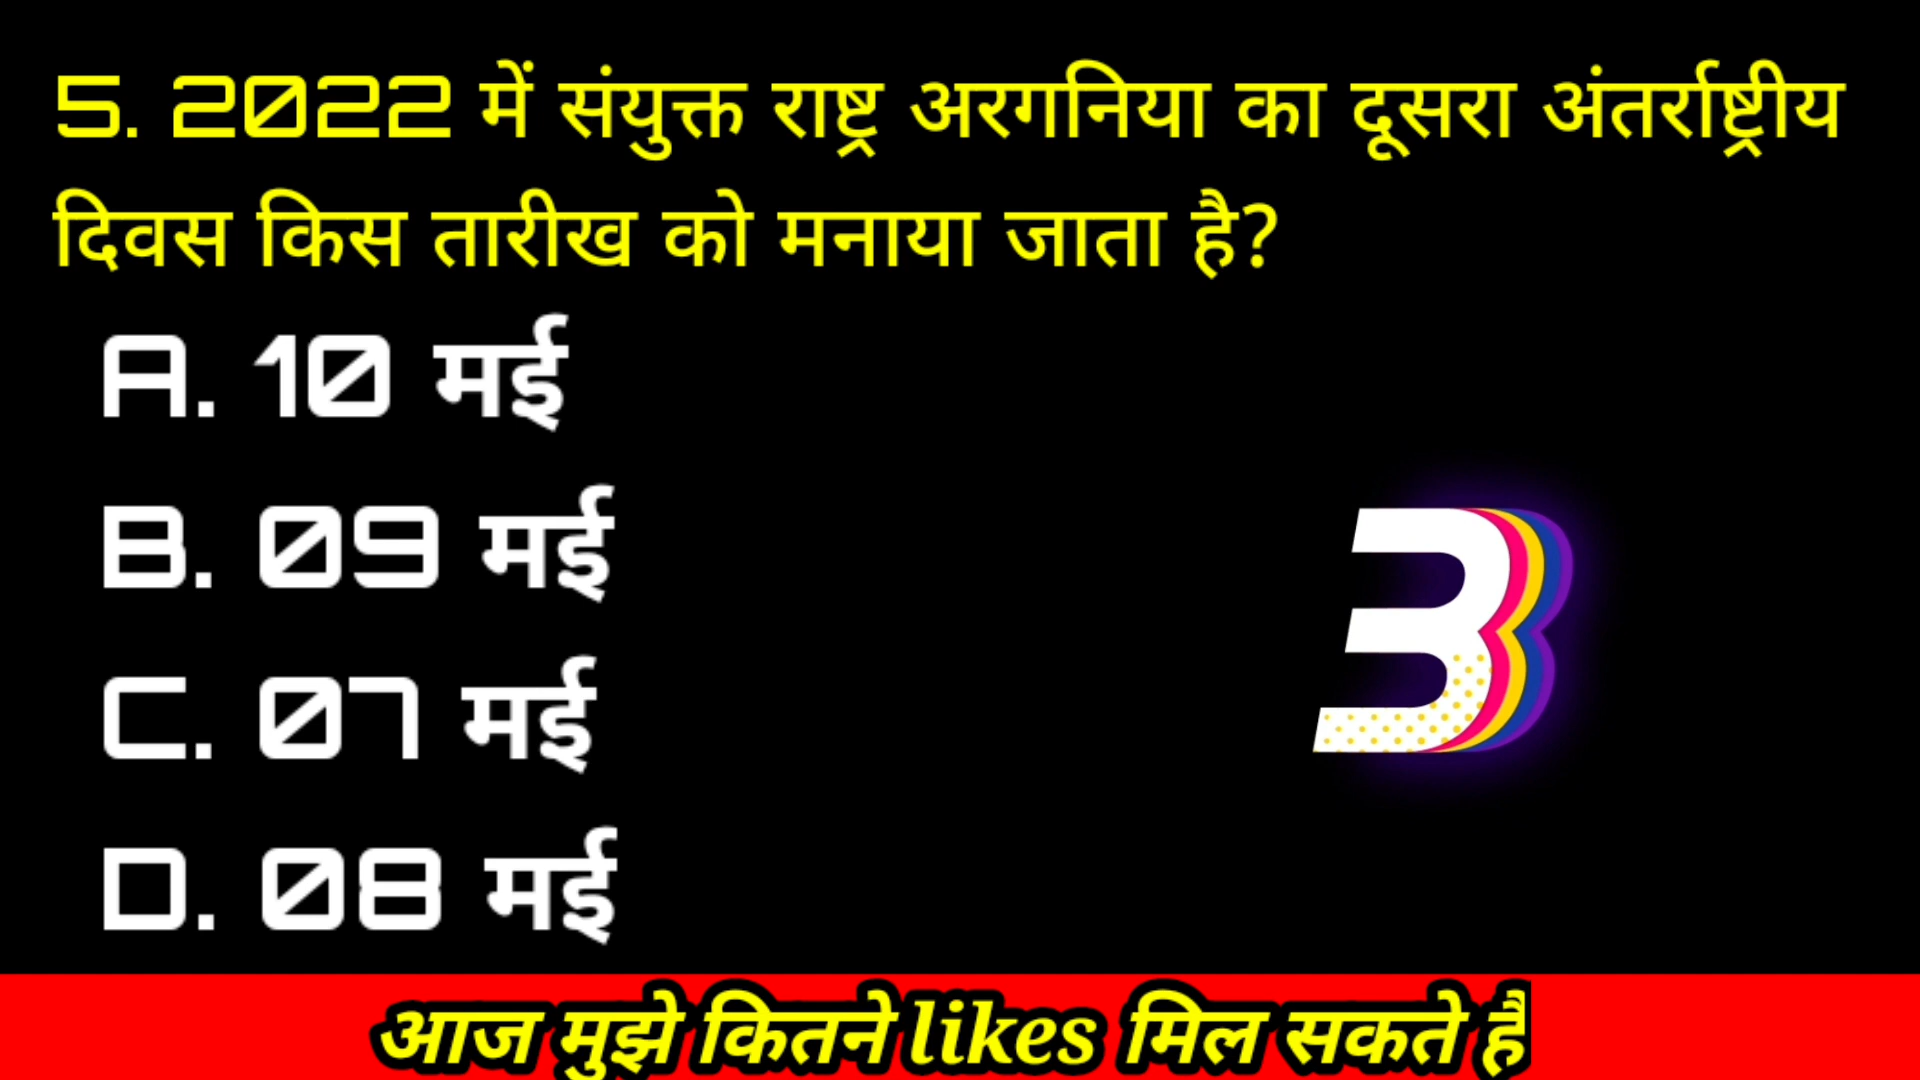 5. 2022 में संयुक्त राष्ट्र अरगनिया का दूसरा अंतर्राष्ट्रीय
दिवस किस तारीख को मनाया जाता है?
A. 10 मई
B. 09 मई
3
C. 07 मई
D. 08 मई
आज मुझे कितने likes मिल सकते है